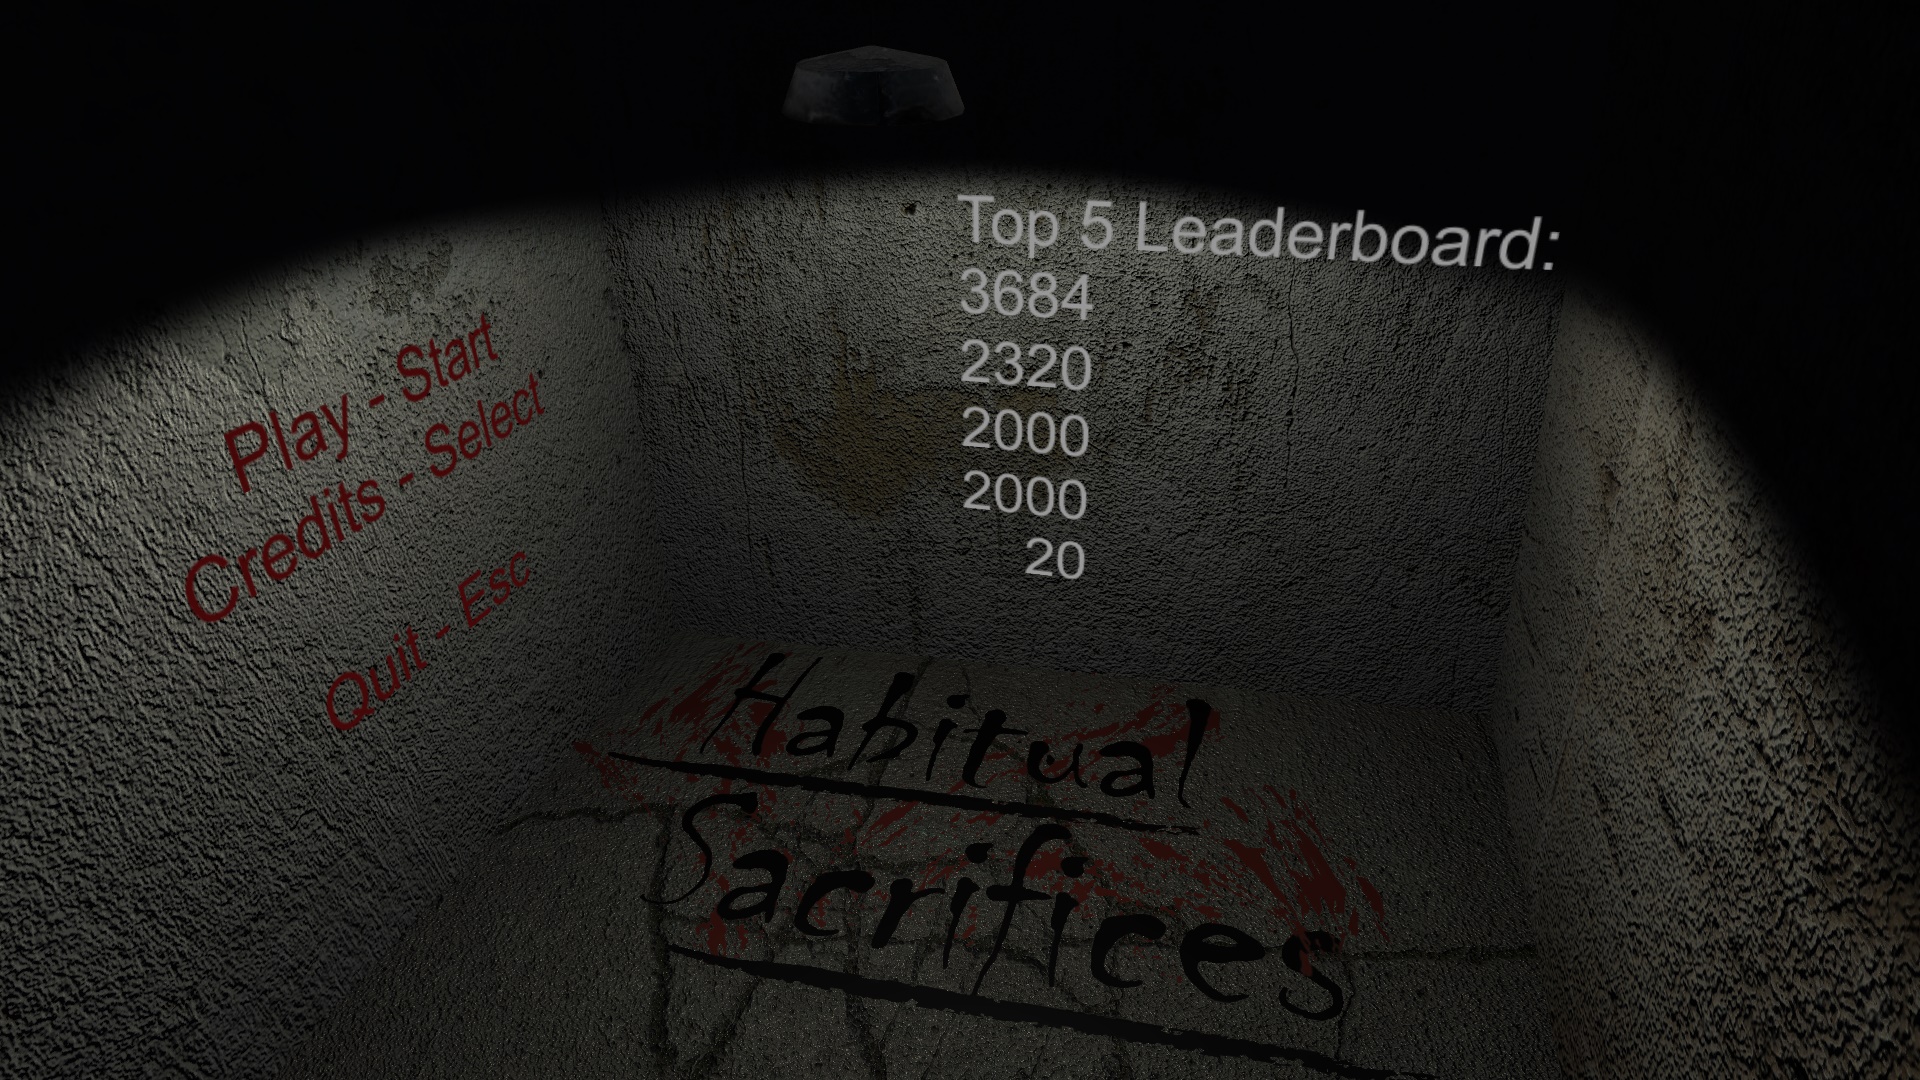 Top 5 Leaderboard:
3684
2320
2000
2000
20
Play - Start
Credits - Select
Quit - Esc
Habitual
Sacrifices